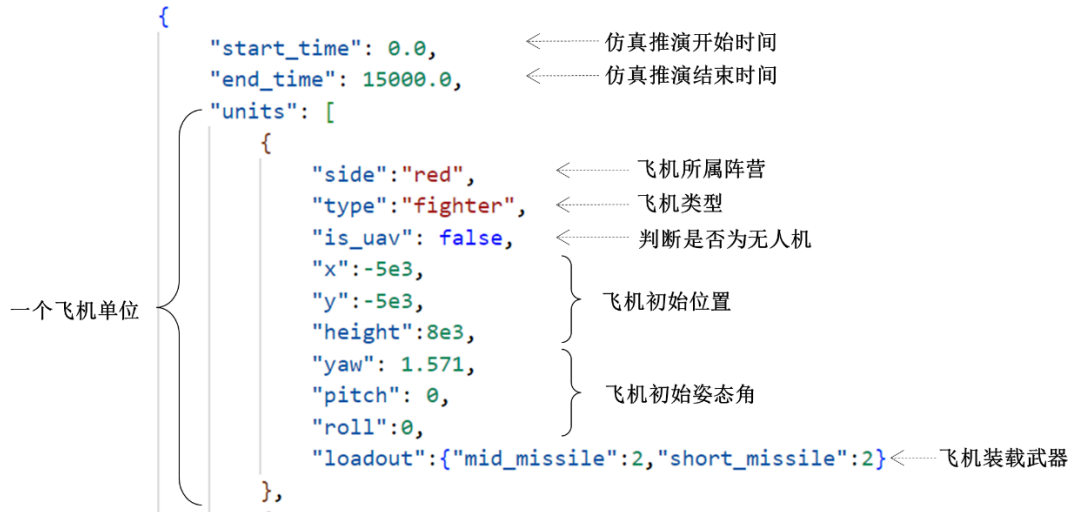 {
"start_time": 0.0, 仿真推演开始时间
"end_time": 15000.0, 仿真推演结束时间
"units": [
{
"side":"red", 飞机所属阵营
"type":"fighter", 飞机类型
"is_uav": false, 判断是否为无人机
"x":-5e3,
"y":-5e3, 飞机初始位置
一个飞机单位
"height":8e3,
"yaw": 1.571,
"pitch": 0, 飞机初始姿态角
"roll":0,
"loadout":{"mid_missile":2,"short_missile":2} 飞机装载武器
},